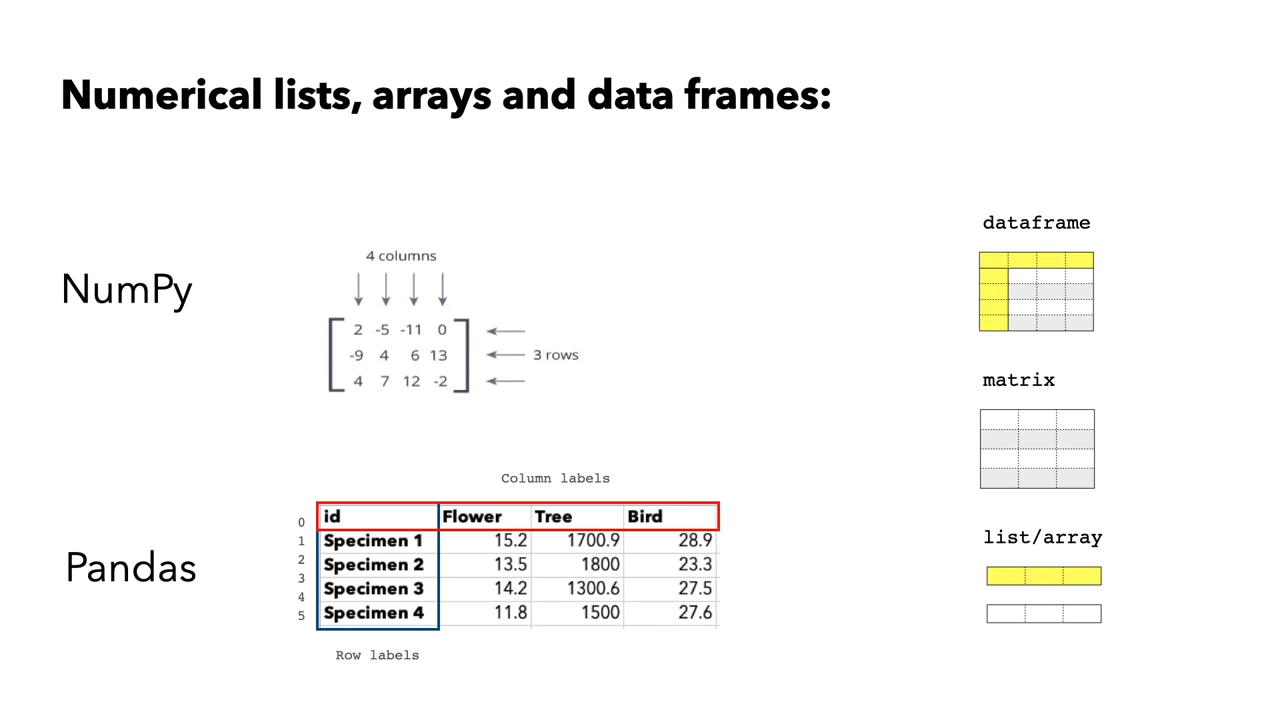 Numerical lists, arrays and data frames:
NumPy
4 columns
2 -5 -11 0
-9 4 6 13
4 7 12 -2
3 rows
Pandas
Column labels
0
1
2
3
4
5
id Flower Tree Bird
Specimen 1 15.2 1700.9 28.9
Specimen 2 13.5 1800 23.3
Specimen 3 14.2 1300.6 27.5
Specimen 4 11.8 1500 27.6
Row labels
dataframe
matrix
list/array